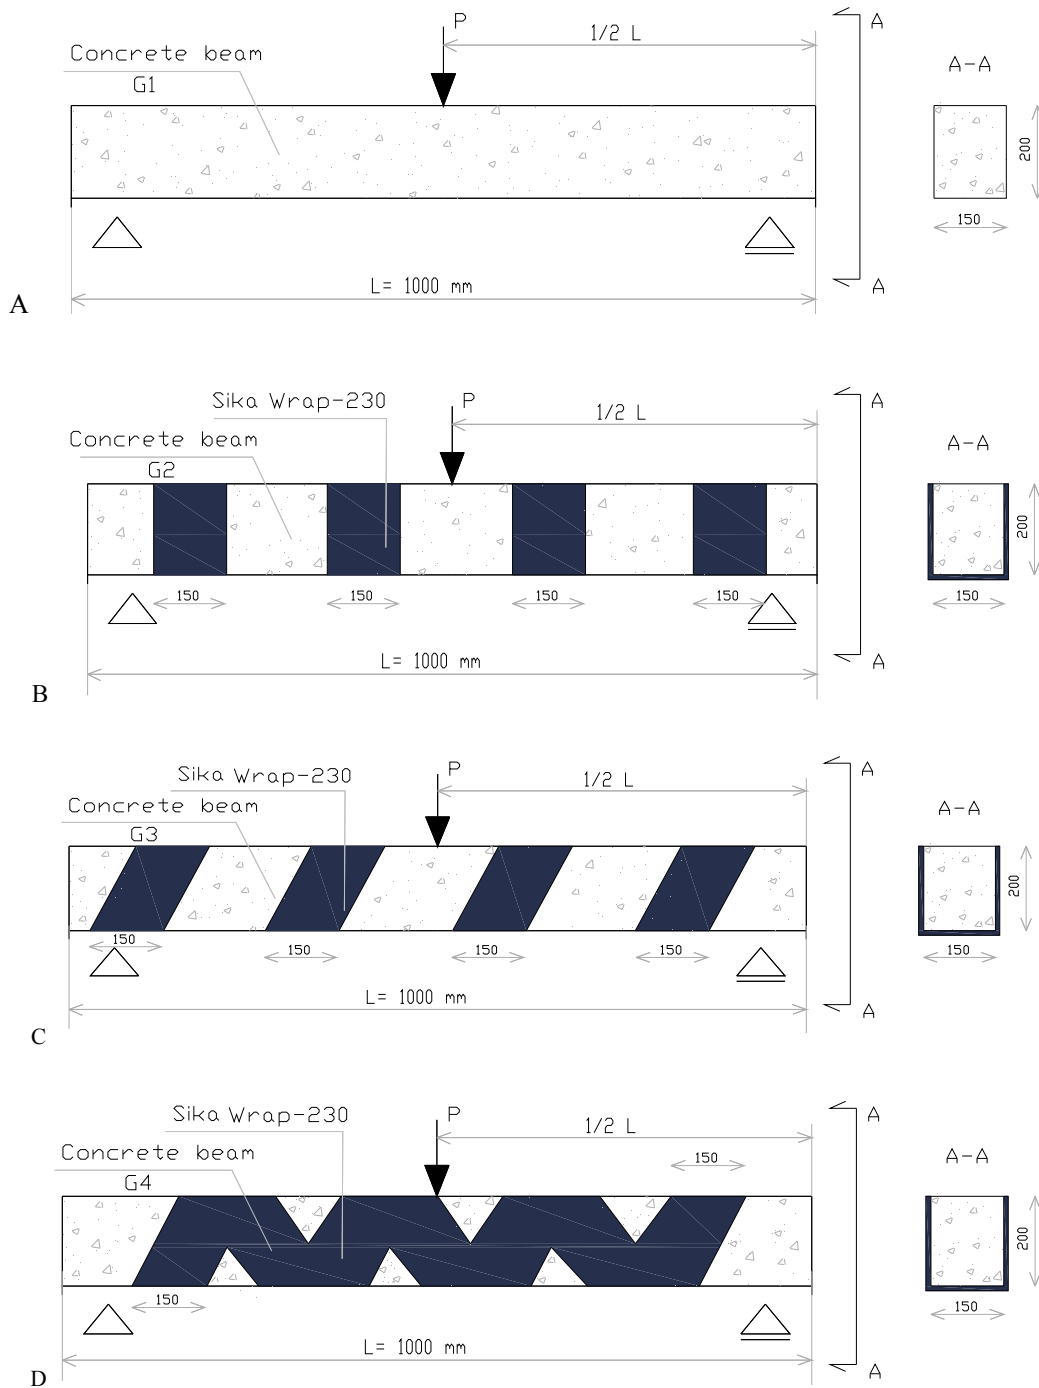 P
1/2 L
A
Concrete beam
G1
A-A
200
150
L= 1000 mm
A
A
Sika Wrap-230
P
1/2 L
A
Concrete beam
G2
A-A
200
150
150
150
150
150
L= 1000 mm
A
B
Sika Wrap-230
P
1/2 L
A
Concrete beam
G3
A-A
200
150
150
150
150
150
L= 1000 mm
A
C
Sika Wrap-230
P
1/2 L
A
Concrete beam
150
A-A
G4
200
150
150
L= 1000 mm
A
D